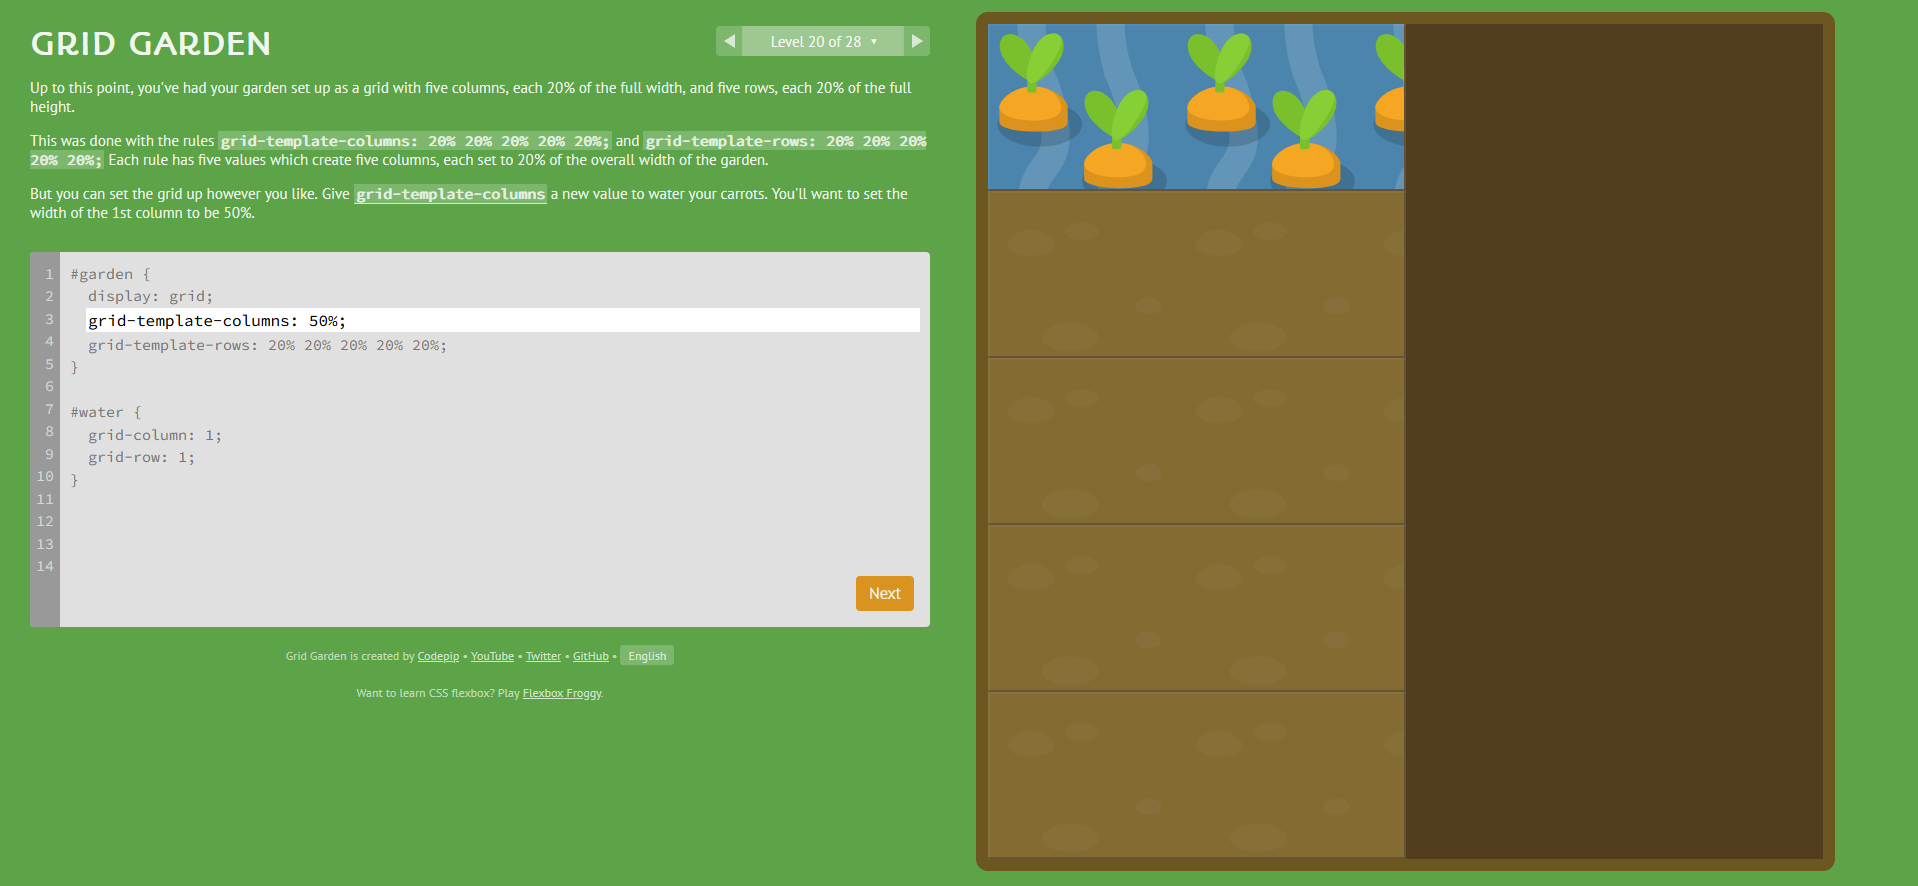 GRID GARDEN
◀ Level 20 of 28 ▼ ▶
Up to this point, you've had your garden set up as a grid with five columns, each 20% of the full width, and five rows, each 20% of the full
height.
This was done with the rules grid-template-columns: 20% 20% 20% 20% 20%; and grid-template-rows: 20% 20% 20%
20% 20%; Each rule has five values which create five columns, each set to 20% of the overall width of the garden.
But you can set the grid up however you like. Give grid-template-columns a new value to water your carrots. You'll want to set the
width of the 1st column to be 50%.
1 #garden {
2 display: grid;
3 grid-template-columns: 50%;
4 grid-template-rows: 20% 20% 20% 20% 20%;
5 }
6
7 #water {
8 grid-column: 1;
9 grid-row: 1;
10 }
11
12
13
14
Next
Grid Garden is created by Codepip • YouTube • Twitter • GitHub • English
Want to learn CSS flexbox? Play Flexbox Froggy.